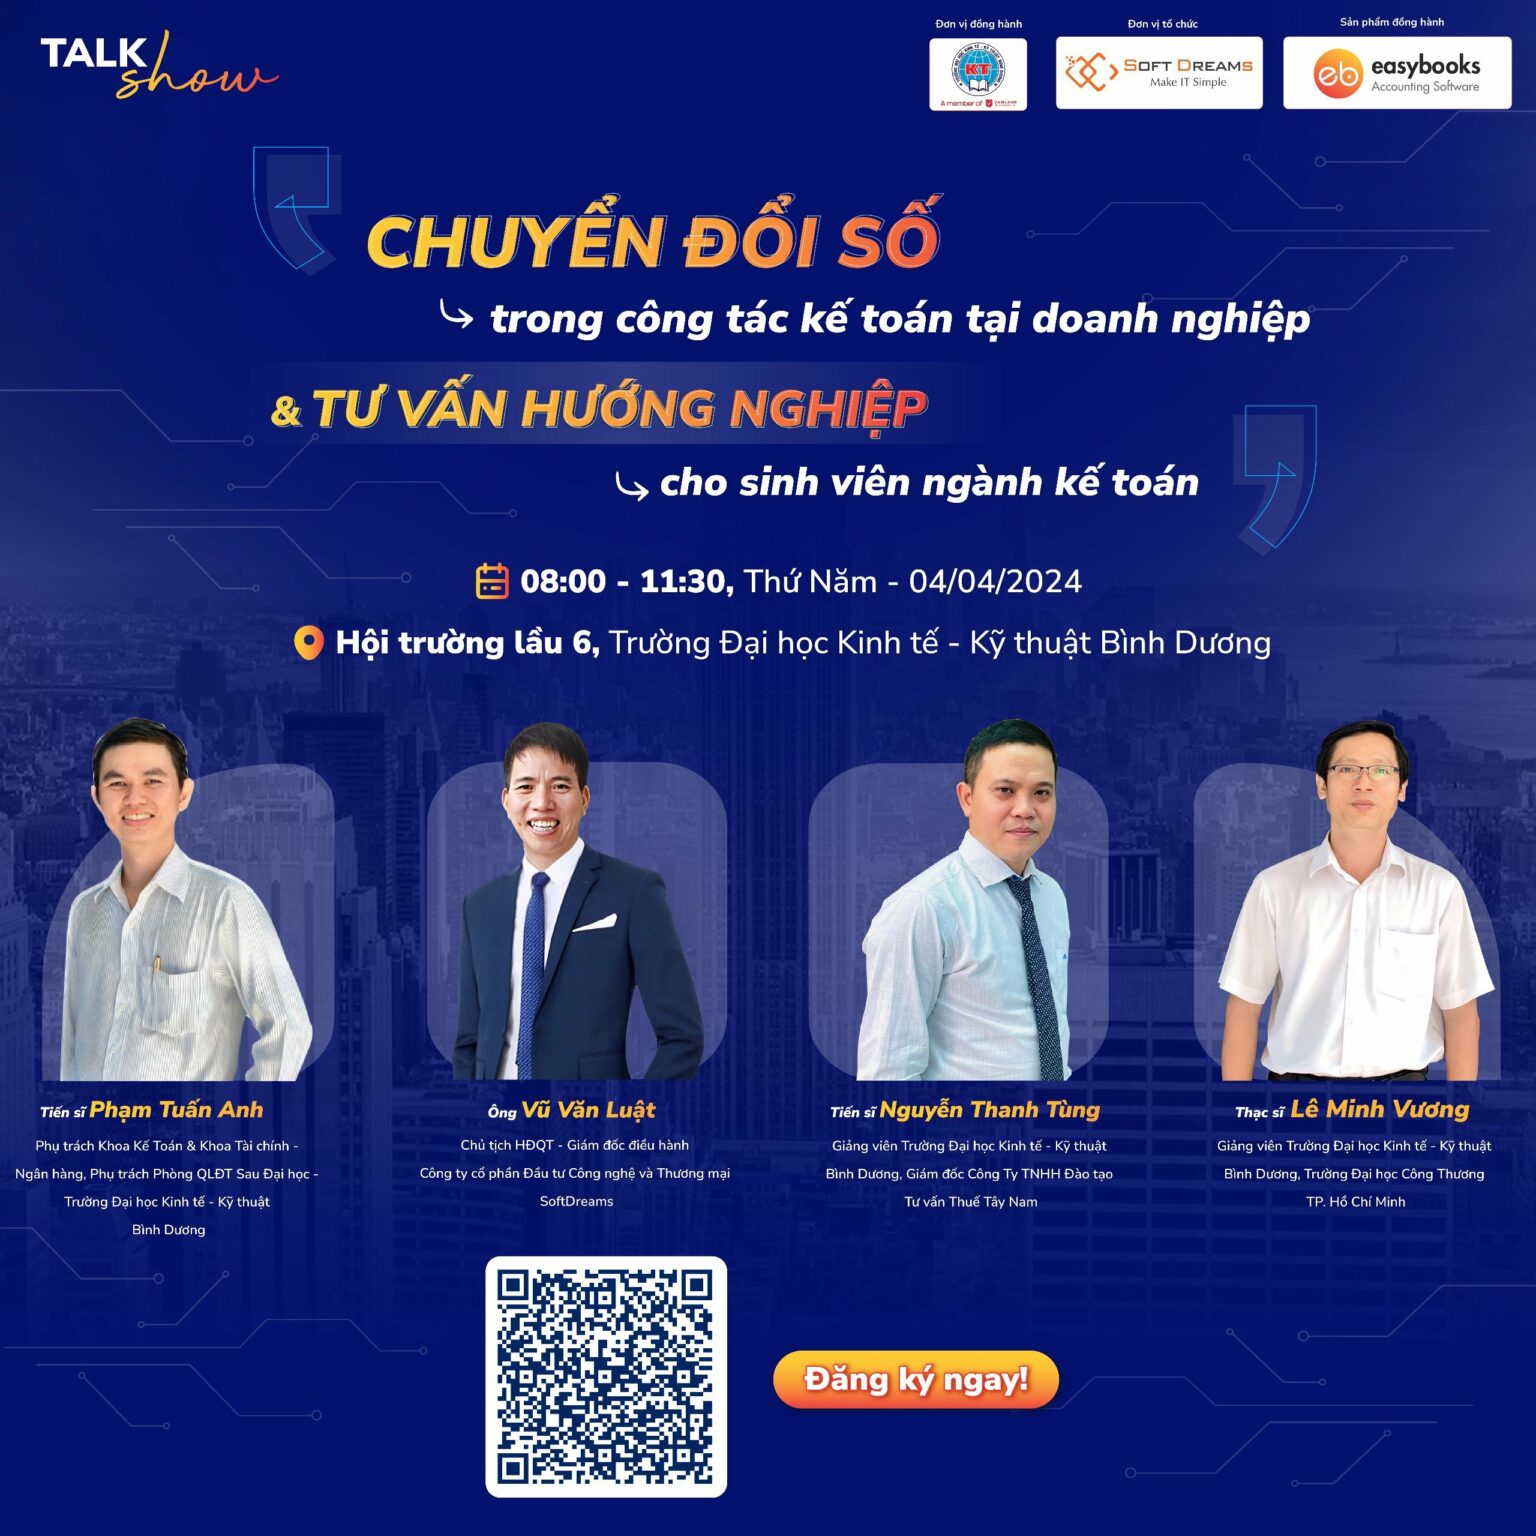 TALK
show
Đơn vị đồng hành
K&T
A member of
Đơn vị tổ chức
SOFT DREAMS
Make IT Simple
Sản phẩm đồng hành
eb easybooks
Accounting Software
CHUYỂN ĐỔI SỐ
trong công tác kế toán tại doanh nghiệp
& TƯ VẤN HƯỚNG NGHIỆP
cho sinh viên ngành kế toán
08:00 - 11:30, Thứ Năm - 04/04/2024
Hội trường lầu 6, Trường Đại học Kinh tế - Kỹ thuật Bình Dương
Tiến sĩ Phạm Tuấn Anh
Phụ trách Khoa Kế Toán & Khoa Tài chính -
Ngân hàng, Phụ trách Phòng QLĐT Sau Đại học -
Trường Đại học Kinh tế - Kỹ thuật
Bình Dương
Ông Vũ Văn Luật
Chủ tịch HĐQT - Giám đốc điều hành
Công ty cổ phần Đầu tư Công nghệ và Thương mại
SoftDreams
Tiến sĩ Nguyễn Thanh Tùng
Giảng viên Trường Đại học Kinh tế - Kỹ thuật
Bình Dương, Giám đốc Công Ty TNHH Đào tạo
Tư vấn Thuế Tây Nam
Thạc sĩ Lê Minh Vương
Giảng viên Trường Đại học Kinh tế - Kỹ thuật
Bình Dương, Trường Đại học Công Thương
TP. Hồ Chí Minh
Đăng ký ngay!